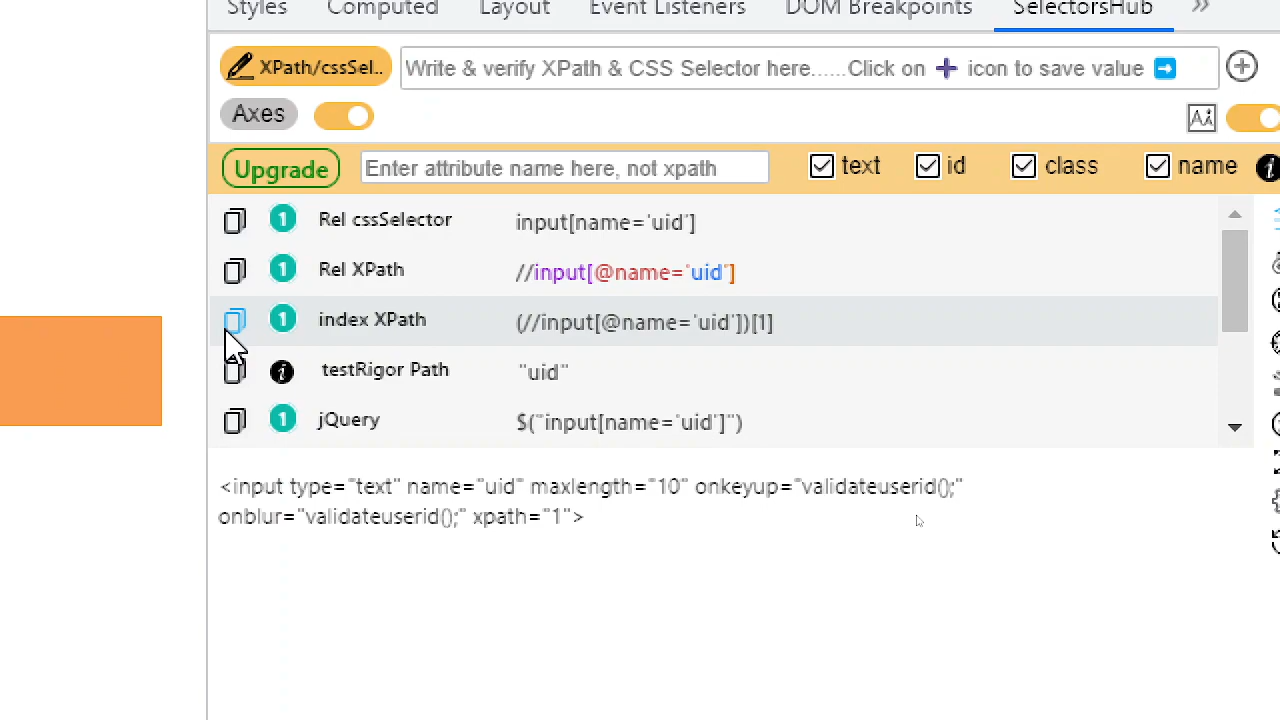 Styles Computed Layout Event Listeners DOM Breakpoints SelectorsHub »
XPath/cssSel.. Write & verify XPath & CSS Selector here......Click on ➕ icon to save value ➡
Axes
Upgrade Enter attribute name here, not xpath text id class name
1 Rel cssSelector input[name='uid']
1 Rel XPath //input[@name='uid']
1 index XPath (//input[@name='uid'])[1]
i testRigor Path "uid"
1 jQuery $("input[name='uid']")
<input type="text" name="uid" maxlength="10" onkeyup="validateuserid();"
onblur="validateuserid();" xpath="1">